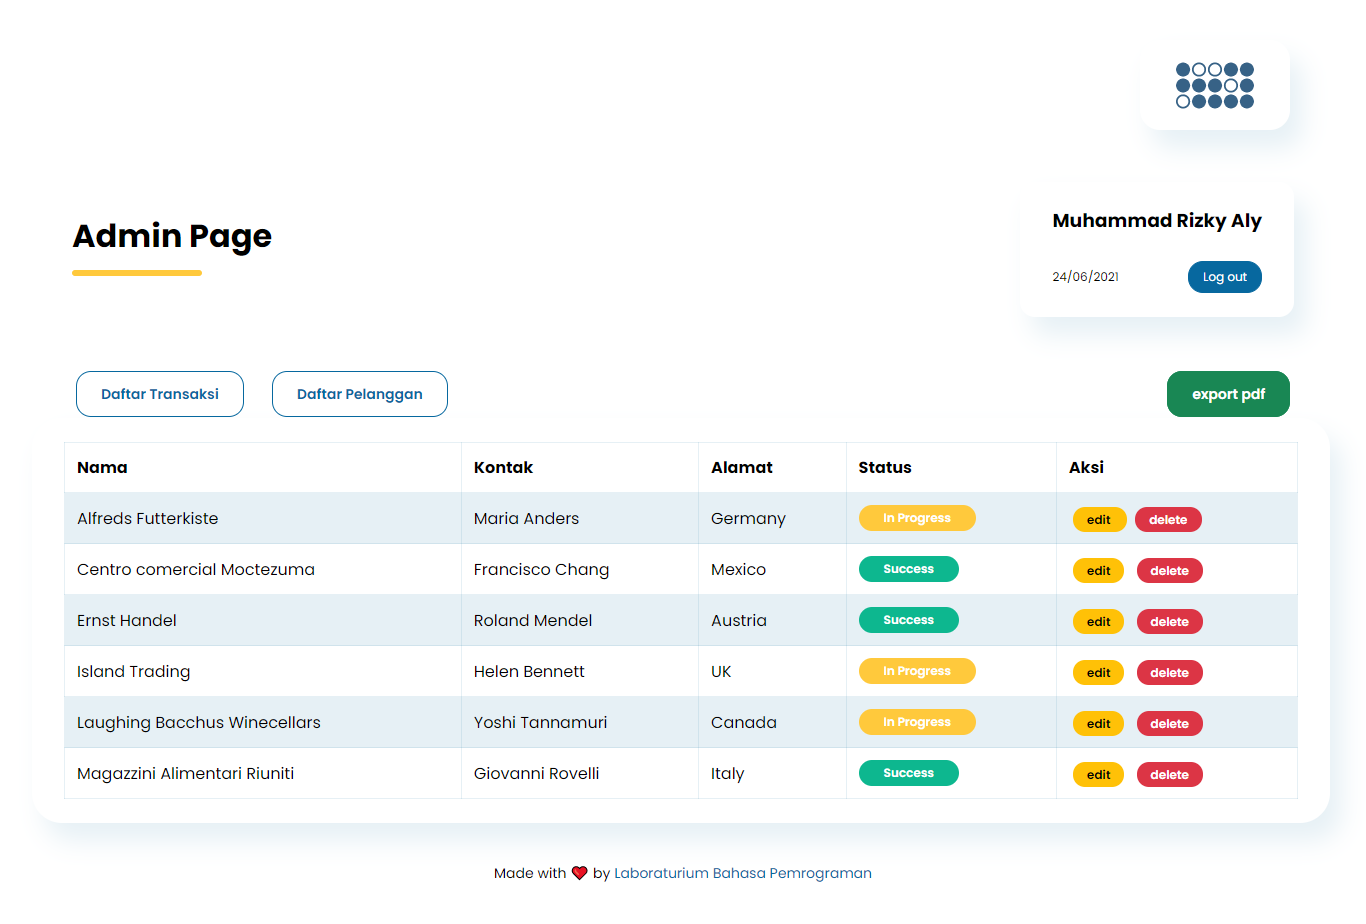 Admin Page
Muhammad Rizky Aly
24/06/2021 Log out
Daftar Transaksi Daftar Pelanggan export pdf
Nama Kontak Alamat Status Aksi
Alfreds Futterkiste Maria Anders Germany In Progress edit delete
Centro comercial Moctezuma Francisco Chang Mexico Success edit delete
Ernst Handel Roland Mendel Austria Success edit delete
Island Trading Helen Bennett UK In Progress edit delete
Laughing Bacchus Winecellars Yoshi Tannamuri Canada In Progress edit delete
Magazzini Alimentari Riuniti Giovanni Rovelli Italy Success edit delete
Made with ❤ by Laboraturium Bahasa Pemrograman